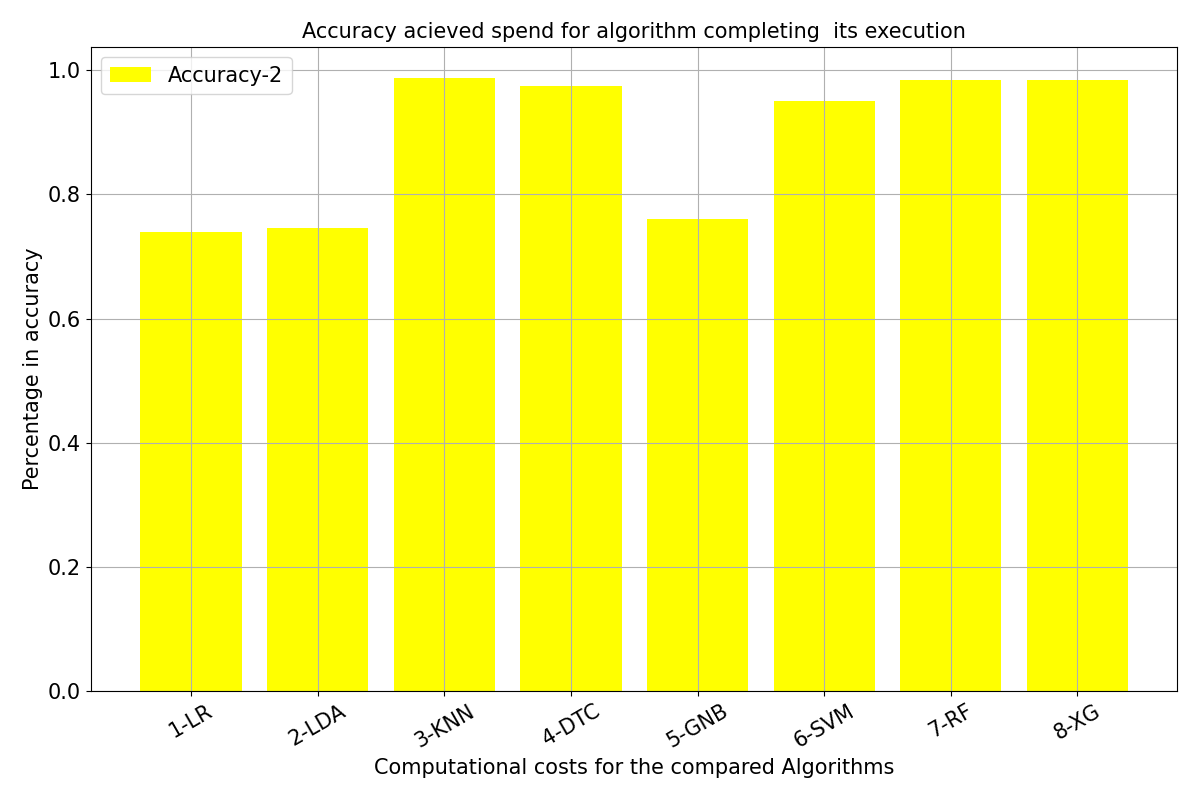 Accuracy acieved spend for algorithm completing  its execution
Accuracy-2
Percentage in accuracy
1.0
0.8
0.6
0.4
0.2
0.0
1-LR
2-LDA
3-KNN
4-DTC
5-GNB
6-SVM
7-RF
8-XG
Computational costs for the compared Algorithms